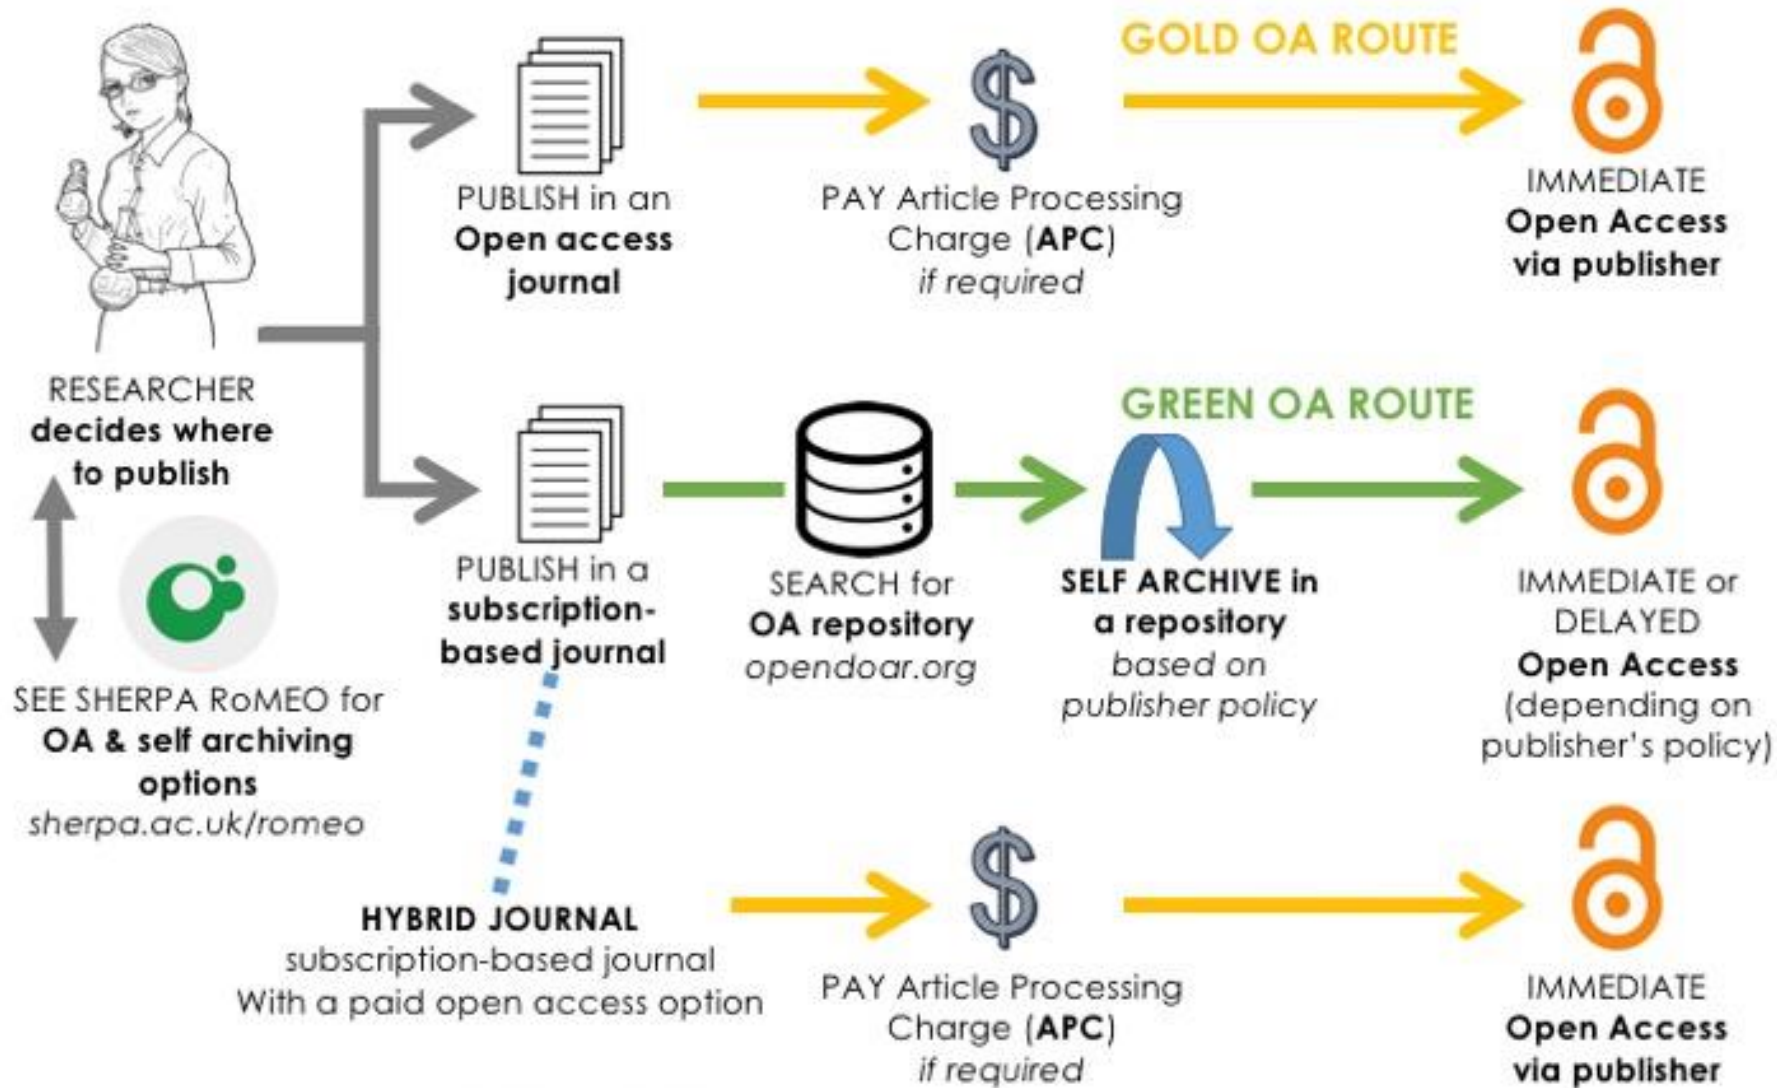 GOLD OA ROUTE
PUBLISH in an
Open access
journal
PAY Article Processing
Charge (APC)
if required
IMMEDIATE
Open Access
via publisher
RESEARCHER
decides where
to publish
SEE SHERPA RoMEO for
OA & self archiving
options
sherpa.ac.uk/romeo
GREEN OA ROUTE
PUBLISH in a
subscription-
based journal
SEARCH for
OA repository
opendoar.org
SELF ARCHIVE in
a repository
based on
publisher policy
IMMEDIATE or
DELAYED
Open Access
(depending on
publisher's policy)
HYBRID JOURNAL
subscription-based journal
With a paid open access option
PAY Article Processing
Charge (APC)
if required
IMMEDIATE
Open Access
via publisher